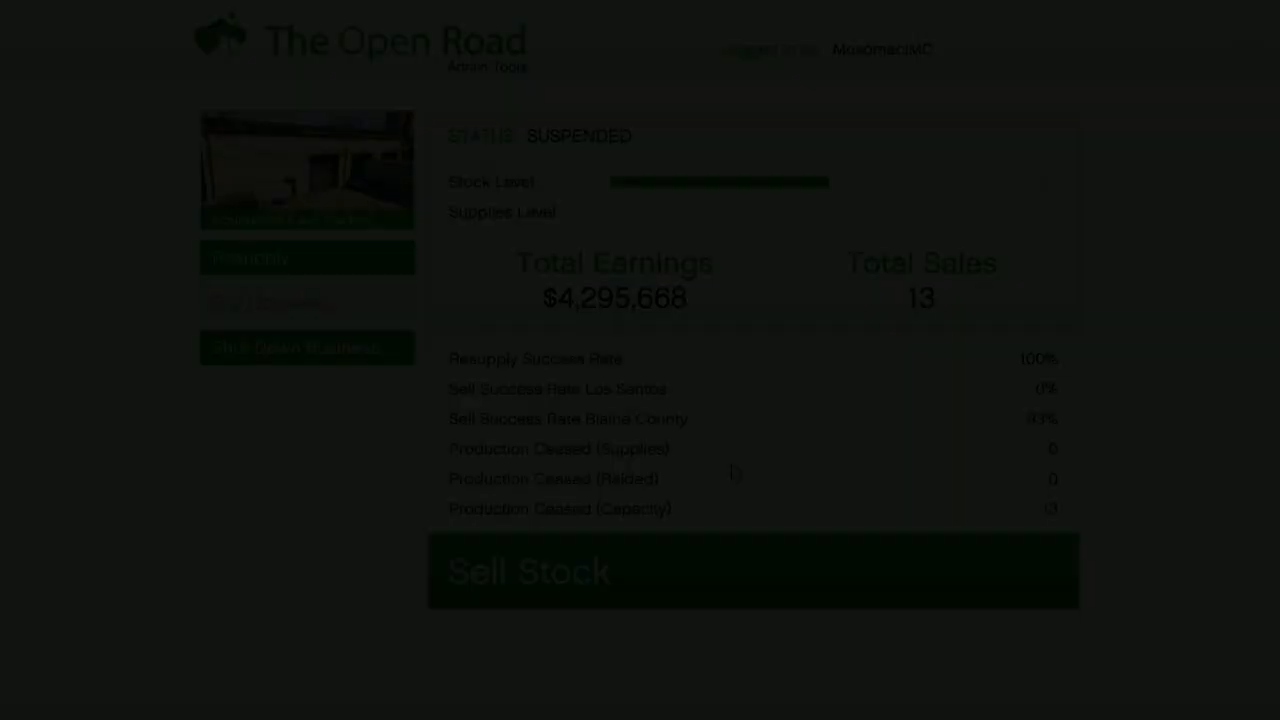 The Open Road
Admin Tools
STATUS: SUSPENDED
Stock Level
Supplies Level
Total Earnings
$4,295,668
Total Sales
13
Resupply
Shut Down Business
Resupply Success Rate 100%
Sell Success Rate Los Santos 0%
Sell Success Rate Blaine County 93%
Production Ceased (Supplies) 0
Production Ceased (Raided) 0
Production Ceased (Capacity) 13
Sell Stock